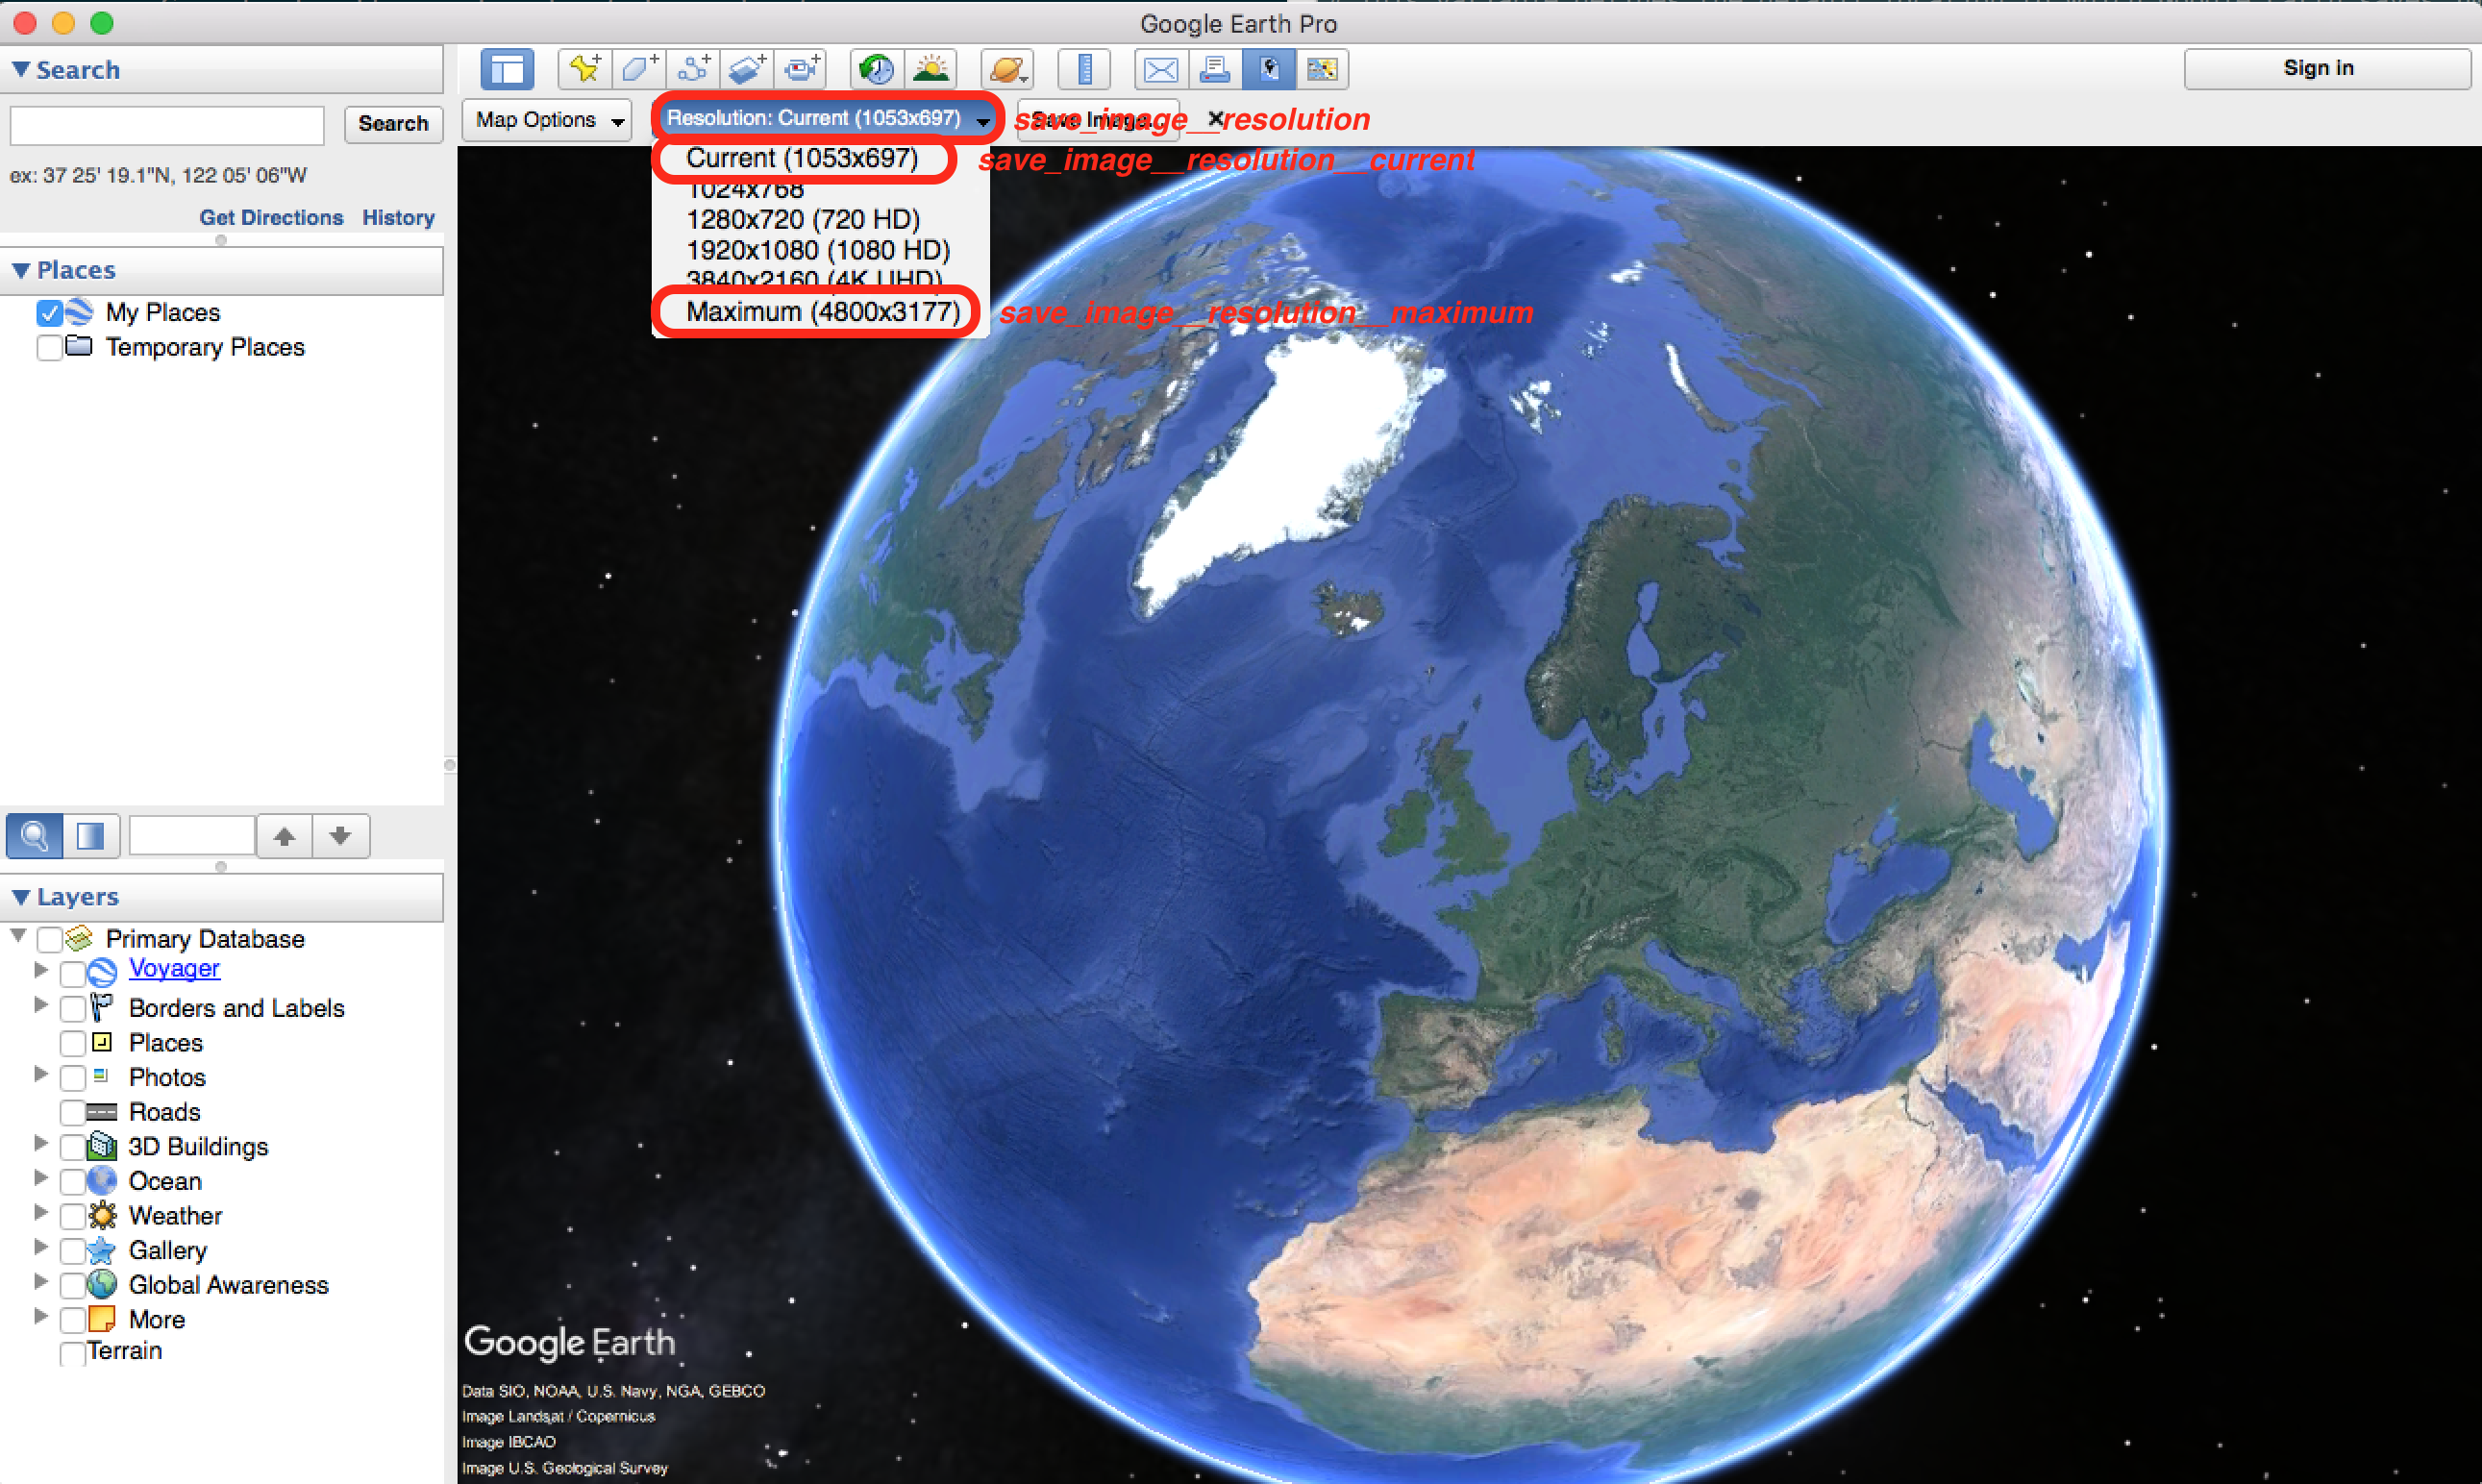 Google Earth Pro
Search
Sign in
Map Options
Resolution: Current (1053x697)
Save Image...
save_image__resolution
Search
Current (1053x697)
save_image__resolution__current
ex: 37 25' 19.1"N, 122 05' 06"W
1024x768
1280x720 (720 HD)
Get Directions History
1920x1080 (1080 HD)
Places
3840x2160 (4K UHD)
My Places
Maximum (4800x3177)
save_image__resolution__maximum
Temporary Places
Layers
Primary Database
Voyager
Borders and Labels
Places
Photos
Roads
3D Buildings
Ocean
Weather
Gallery
Global Awareness
More
Terrain
Google Earth
Data SIO, NOAA, U.S. Navy, NGA, GEBCO
Image Landsat / Copernicus
Image IBCAO
Image U.S. Geological Survey